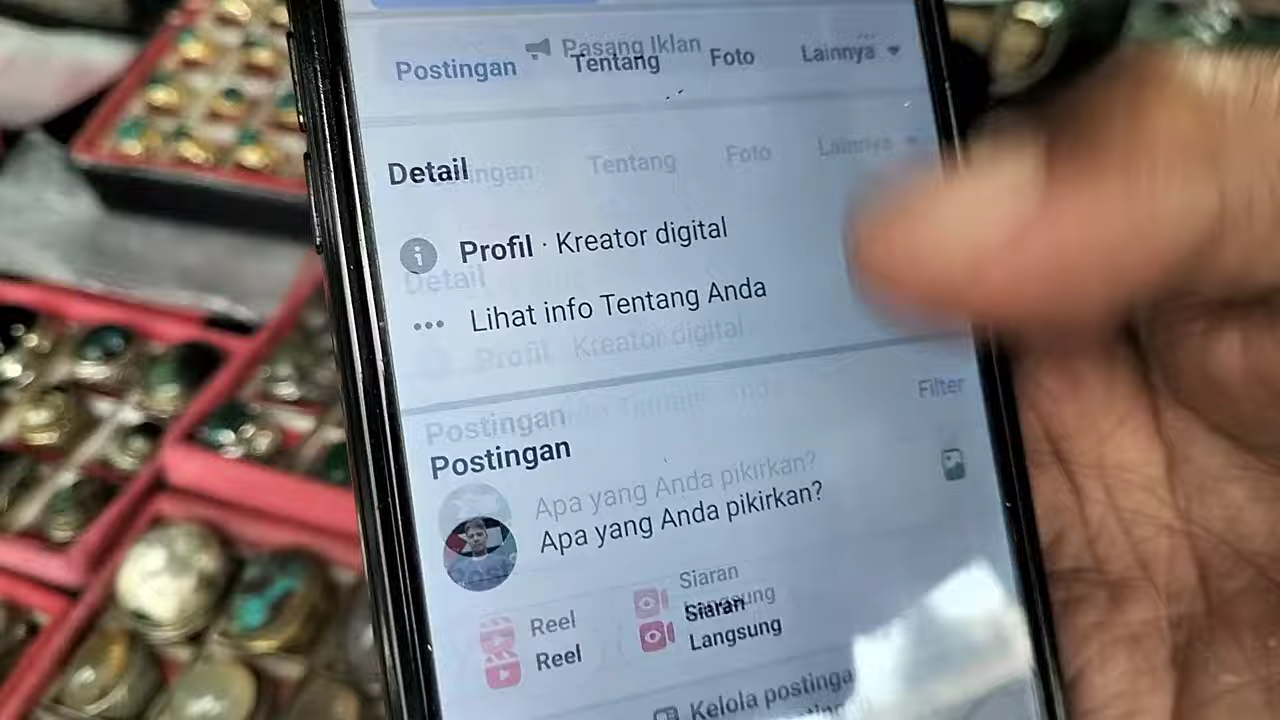 Pasang Iklan
Postingan Tentang Foto Lainnya
Tentang Foto Lainnya
Detail
Profil · Kreator digital
Detail
Lihat info Tentang Anda
Profil Kreator digital
Filter
Postingan
Postingan
Apa yang Anda pikirkan?
Apa yang Anda pikirkan?
Siaran
Reel
Siaran
Reel
Langsung
Kelola postinga